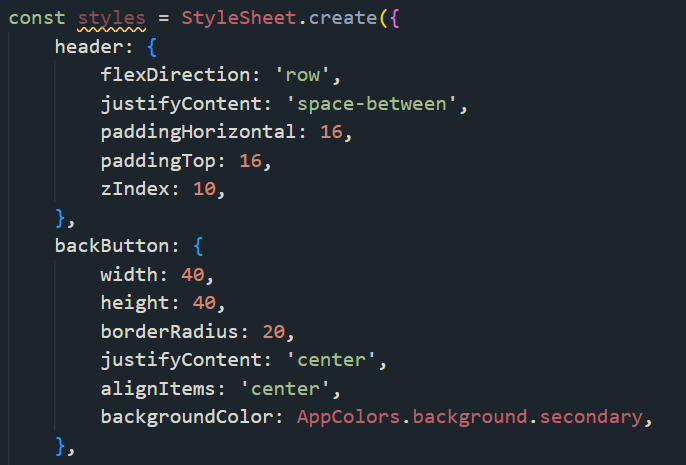 const styles = StyleSheet.create({
    header: {
        flexDirection: 'row',
        justifyContent: 'space-between',
        paddingHorizontal: 16,
        paddingTop: 16,
        zIndex: 10,
    },
    backButton: {
        width: 40,
        height: 40,
        borderRadius: 20,
        justifyContent: 'center',
        alignItems: 'center',
        backgroundColor: AppColors.background.secondary,
    },